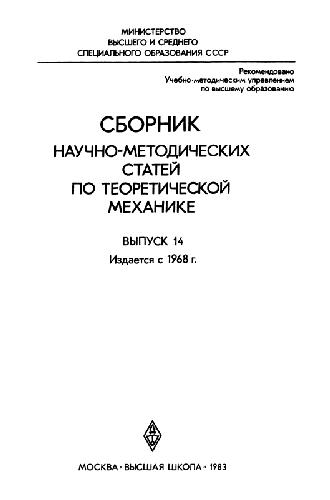 МИНИСТЕРСТВО
ВЫСШЕГО И СРЕДНЕГО
СПЕЦИАЛЬНОГО ОБРАЗОВАНИЯ СССР
Рекомендовано
Учебно-методическим управлением
по высшему образованию
СБОРНИК
НАУЧНО-МЕТОДИЧЕСКИХ
СТАТЕЙ
ПО ТЕОРЕТИЧЕСКОЙ
МЕХАНИКЕ
ВЫПУСК 14
Издается с 1968 г.
МОСКВА · ВЫСШАЯ ШКОЛА · 1983